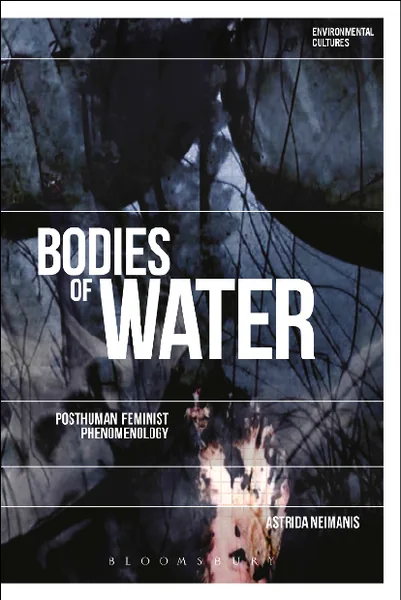 ENVIRONMENTAL
CULTURES
BODIES
OF
WATER
POSTHUMAN FEMINIST
PHENOMENOLOGY
ASTRIDA NEIMANIS
BLOOMSBURY